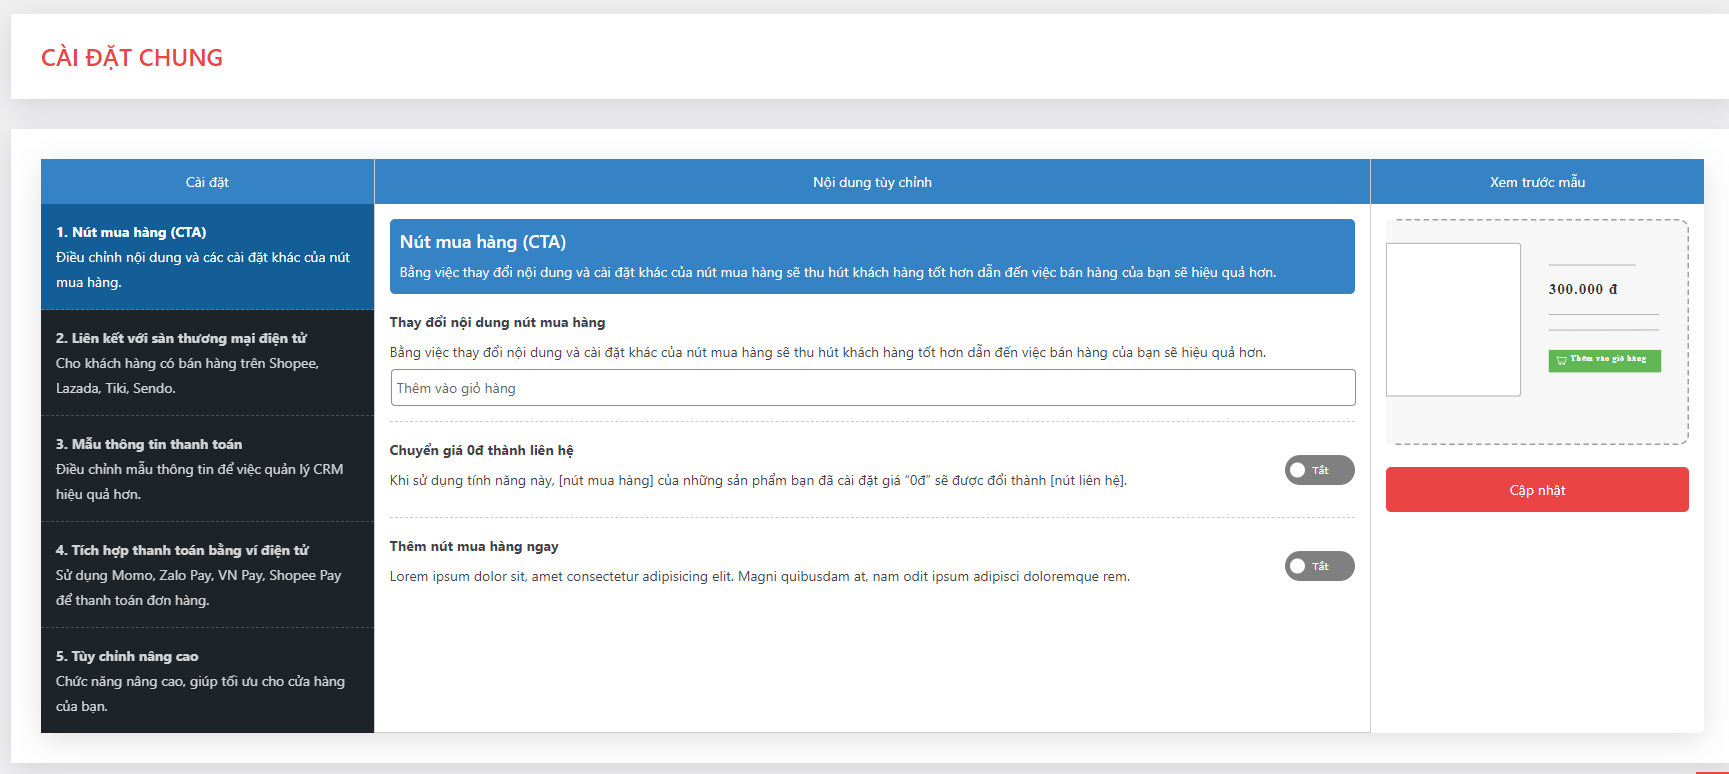 CÀI ĐẶT CHUNG
Cài đặt
Nội dung tùy chỉnh
Xem trước mẫu
1. Nút mua hàng (CTA)
Điều chỉnh nội dung và các cài đặt khác của nút
mua hàng.
2. Liên kết với sàn thương mại điện tử
Cho khách hàng có bán hàng trên Shopee,
Lazada, Tiki, Sendo.
3. Mẫu thông tin thanh toán
Điều chỉnh mẫu thông tin để việc quản lý CRM
hiệu quả hơn.
4. Tích hợp thanh toán bằng ví điện tử
Sử dụng Momo, Zalo Pay, VN Pay, Shopee Pay
để thanh toán đơn hàng.
5. Tùy chỉnh nâng cao
Chức năng nâng cao, giúp tối ưu cho cửa hàng
của bạn.
Nút mua hàng (CTA)
Bằng việc thay đổi nội dung và cài đặt khác của nút mua hàng sẽ thu hút khách hàng tốt hơn dẫn đến việc bán hàng của bạn sẽ hiệu quả hơn.
Thay đổi nội dung nút mua hàng
Bằng việc thay đổi nội dung và cài đặt khác của nút mua hàng sẽ thu hút khách hàng tốt hơn dẫn đến việc bán hàng của bạn sẽ hiệu quả hơn.
Thêm vào giỏ hàng
Chuyển giá 0đ thành liên hệ
Khi sử dụng tính năng này, [nút mua hàng] của những sản phẩm bạn đã cài đặt giá “0đ” sẽ được đổi thành [nút liên hệ].
Tắt
Thêm nút mua hàng ngay
Lorem ipsum dolor sit, amet consectetur adipisicing elit. Magni quibusdam at, nam odit ipsum adipisci doloremque rem.
Tắt
300.000 đ
Thêm vào giỏ hàng
Cập nhật